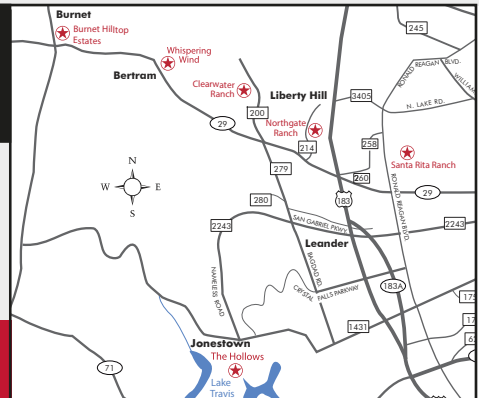 Burnet
Burnet Hilltop
Estates
245
Whispering
Wind
RONALD REAGAN BLVD.
WILLIAM
Bertram
Clearwater
Ranch
Liberty Hill
3405
N. LAKE RD.
29
200
Northgate
Ranch
214
258
Santa Rita Ranch
279
260
N
W
E
S
280
183
29
RONALD REAGAN BLVD.
2243
SAN GABRIEL PKWY
2243
Leander
NAMELESS ROAD
BAGDAD RD.
183A
CRYSTAL FALLS PARKWAY
1431
Jonestown
The Hollows
71
Lake
Travis